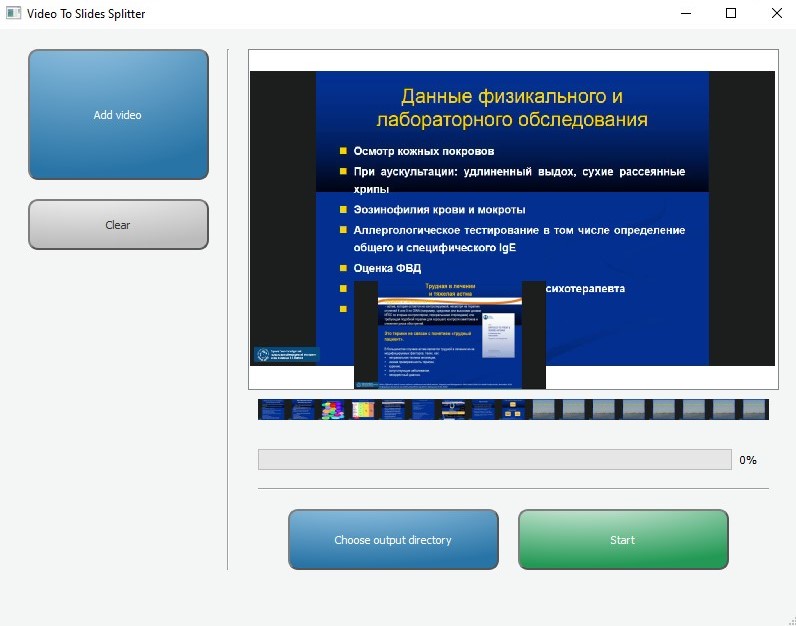 Video To Slides Splitter
Add video
Clear
Данные физикального и
лабораторного обследования
Осмотр кожных покровов
При аускультации: удлиненный выдох, сухие рассеянные
хрипы
Эозинофилия крови и мокроты
Аллергологическое тестирование в том числе определение
общего и специфического IgE
Оценка ФВД
сихотерапевта
Трудная в лечении
и тяжелая астма
Это термин не связан с понятием «трудный
пациент».
0%
Choose output directory
Start